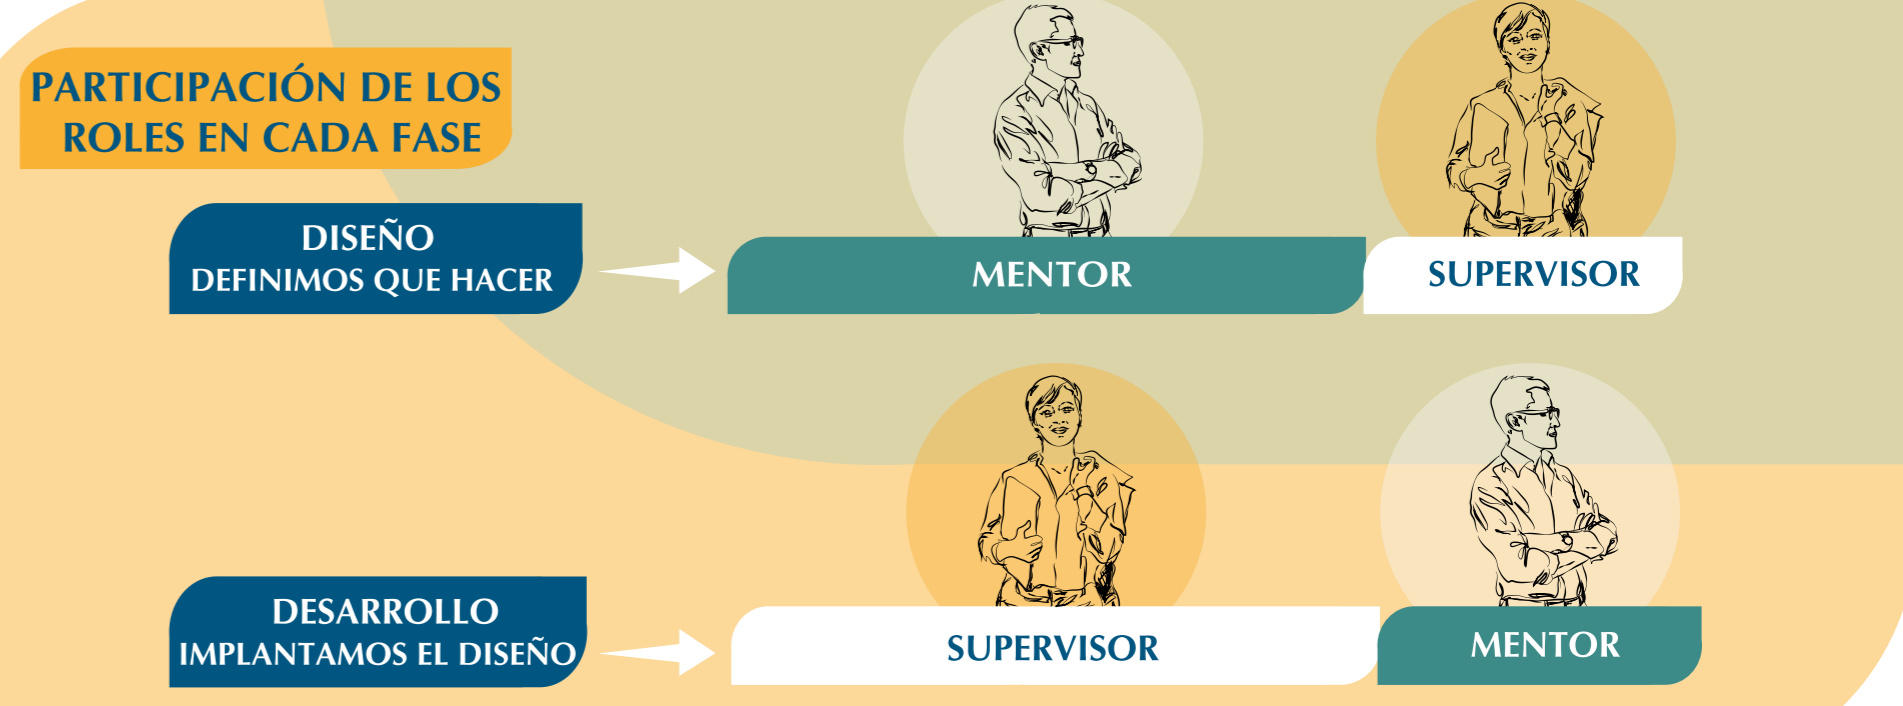 PARTICIPACIÓN DE LOS
ROLES EN CADA FASE
DISEÑO
DEFINIMOS QUE HACER
MENTOR
SUPERVISOR
DESARROLLO
IMPLANTAMOS EL DISEÑO
SUPERVISOR
MENTOR